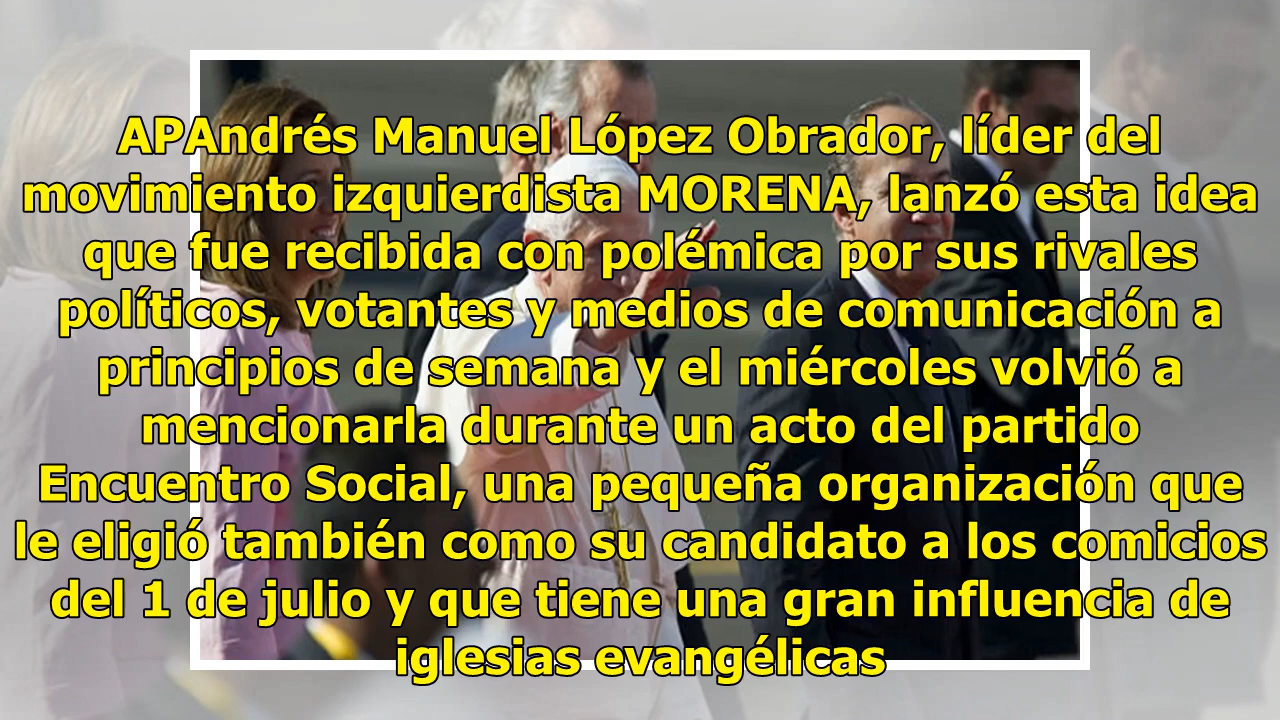 APAndrés Manuel López Obrador, líder del
movimiento izquierdista MORENA, lanzó esta idea
que fue recibida con polémica por sus rivales
políticos, votantes y medios de comunicación a
principios de semana y el miércoles volvió a
mencionarla durante un acto del partido
Encuentro Social, una pequeña organización que
le eligió también como su candidato a los comicios
del 1 de julio y que tiene una gran influencia de
iglesias evangélicas